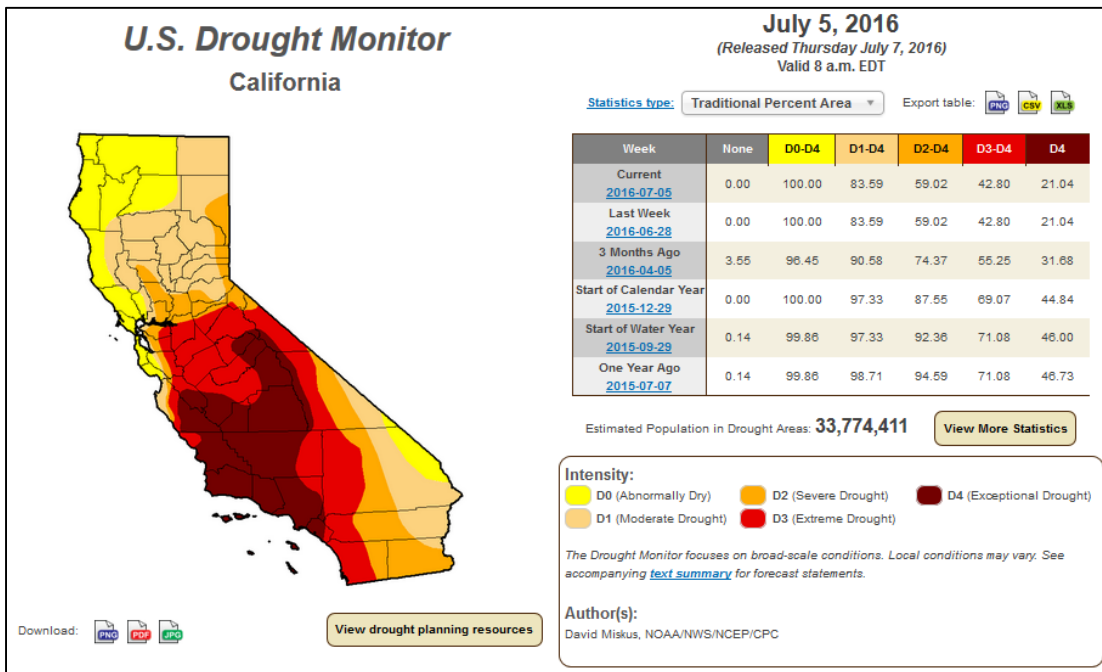 U.S. Drought Monitor
California
July 5, 2016
(Released Thursday July 7, 2016)
Valid 8 a.m. EDT
Statistics type: Traditional Percent Area Export table: PNG CSV XLS
Week None D0-D4 D1-D4 D2-D4 D3-D4 D4
Current
2016-07-05 0.00 100.00 83.59 59.02 42.80 21.04
Last Week
2016-06-28 0.00 100.00 83.59 59.02 42.80 21.04
3 Months Ago
2016-04-05 3.55 96.45 90.58 74.37 55.25 31.68
Start of Calendar Year
2015-12-29 0.00 100.00 97.33 87.55 69.07 44.84
Start of Water Year
2015-09-29 0.14 99.86 97.33 92.36 71.08 46.00
One Year Ago
2015-07-07 0.14 99.86 98.71 94.59 71.08 46.73
Estimated Population in Drought Areas: 33,774,411 View More Statistics
Intensity:
D0 (Abnormally Dry) D2 (Severe Drought) D4 (Exceptional Drought)
D1 (Moderate Drought) D3 (Extreme Drought)
The Drought Monitor focuses on broad-scale conditions. Local conditions may vary. See
accompanying text summary for forecast statements.
Author(s):
David Miskus, NOAA/NWS/NCEP/CPC
Download: PNG PDF JPG View drought planning resources